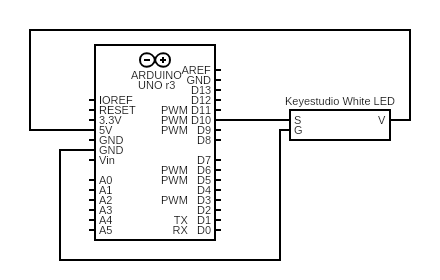 ARDUINO
UNO r3
AREF
GND
D13
IOREF D12
RESET PWM D11
3.3V PWM D10
5V PWM D9
GND D8
GND
Vin D7
PWM D6
A0 PWM D5
A1 D4
A2 PWM D3
A3 D2
A4 TX D1
A5 RX D0
Keyestudio White LED
S V
G